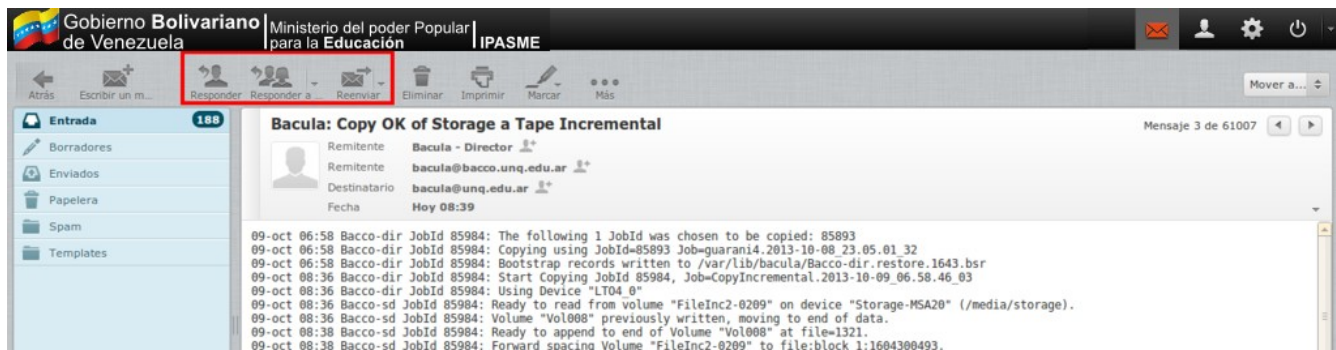 Gobierno Bolivariano
de Venezuela
Ministerio del poder Popular
para la Educación
IPASME
Atrás
Escribir un m...
Responder
Responder a ...
Reenviar
Eliminar
Imprimir
Marcar
Más
Mover a...
Entrada 188
Borradores
Enviados
Papelera
Spam
Templates
Bacula: Copy OK of Storage a Tape Incremental
Mensaje 3 de 61007
Remitente Bacula - Director
Remitente bacula@bacco.unq.edu.ar
Destinatario bacula@unq.edu.ar
Fecha Hoy 08:39
09-oct 06:58 Bacco-dir JobId 85984: The following 1 JobId was chosen to be copied: 85893
09-oct 06:58 Bacco-dir JobId 85984: Copying using JobId=85893 Job=guarani4.2013-10-08_23.05.01_32
09-oct 06:58 Bacco-dir JobId 85984: Bootstrap records written to /var/lib/bacula/Bacco-dir.restore.1643.bsr
09-oct 08:36 Bacco-dir JobId 85984: Start Copying JobId 85984, Job=CopyIncremental.2013-10-09_06.58.46_03
09-oct 08:36 Bacco-dir JobId 85984: Using Device "LTO4_0"
09-oct 08:36 Bacco-sd JobId 85984: Ready to read from volume "FileInc2-0209" on device "Storage-MSA20" (/media/storage).
09-oct 08:36 Bacco-sd JobId 85984: Volume "Vol008" previously written, moving to end of data.
09-oct 08:38 Bacco-sd JobId 85984: Ready to append to end of Volume "Vol008" at file=1321.
09-oct 08:38 Bacco-sd JobId 85984: Forward spacing Volume "FileInc2-0209" to file:block 1:1604300493.